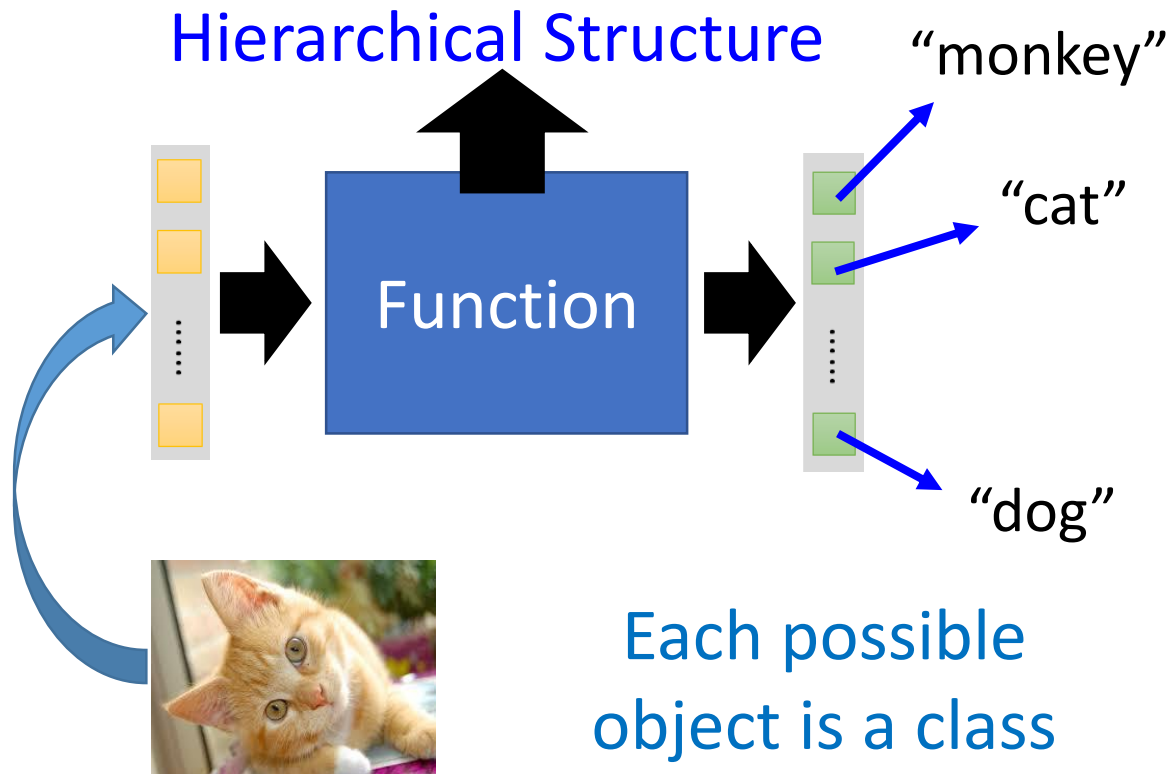 Hierarchical Structure
“monkey”
“cat”
Function
“dog”
Each possible
object is a class